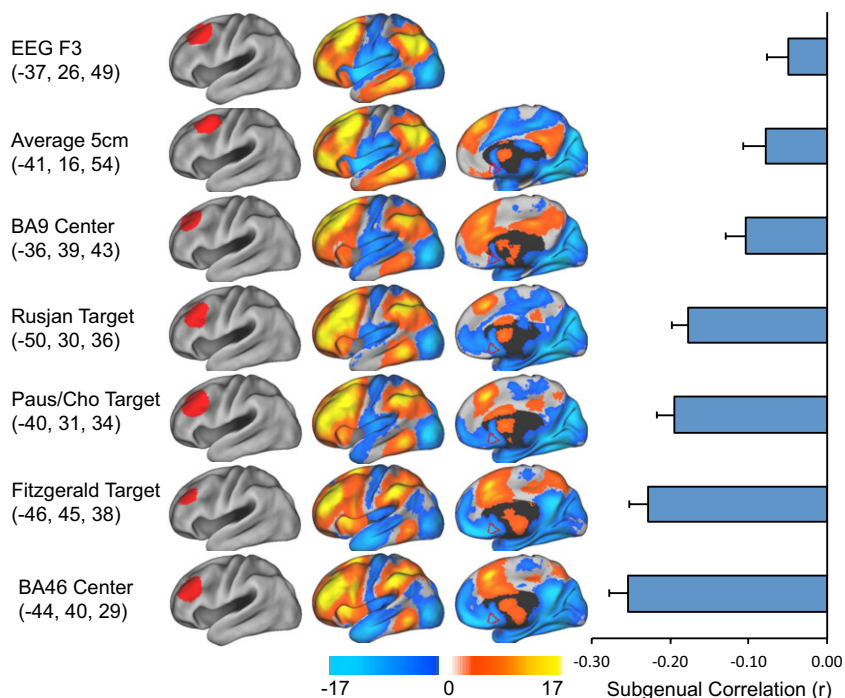 EEG F3
(-37, 26, 49)
Average 5cm
(-41, 16, 54)
BA9 Center
(-36, 39, 43)
Rusjan Target
(-50, 30, 36)
Paus/Cho Target
(-40, 31, 34)
Fitzgerald Target
(-46, 45, 38)
BA46 Center
(-44, 40, 29)
-17 0 17
-0.30 -0.20 -0.10 0.00
Subgenual Correlation (r)